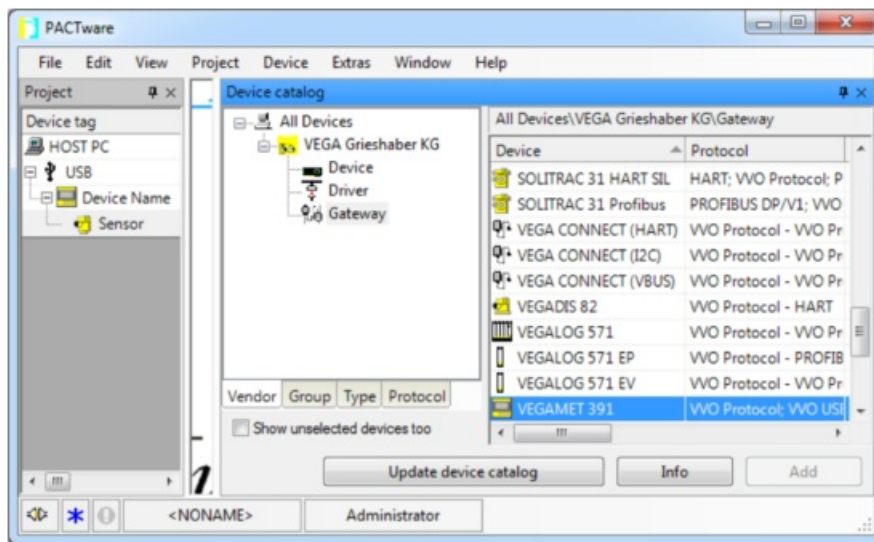 PACTware
File Edit View Project Device Extras Window Help
Project
Device tag
HOST PC
USB
Device Name
Sensor
Device catalog
All Devices
VEGA Grieshaber KG
Device
Driver
Gateway
Vendor Group Type Protocol
Show unselected devices too
All Devices\VEGA Grieshaber KG\Gateway
Device Protocol
SOLITRAC 31 HART SIL HART; VVO Protocol; P
SOLITRAC 31 Profibus PROFIBUS DP/V1; VVO
VEGA CONNECT (HART) VVO Protocol - VVO Pr
VEGA CONNECT (I2C) VVO Protocol - VVO Pr
VEGA CONNECT (VBUS) VVO Protocol - VVO Pr
VEGADIS 82 VVO Protocol - HART
VEGALOG 571 VVO Protocol - VVO Pr
VEGALOG 571 EP VVO Protocol - PROFIB
VEGALOG 571 EV VVO Protocol - VVO Pr
VEGAMET 391 VVO Protocol; VVO USI
Update device catalog Info Add
<NONAME> Administrator